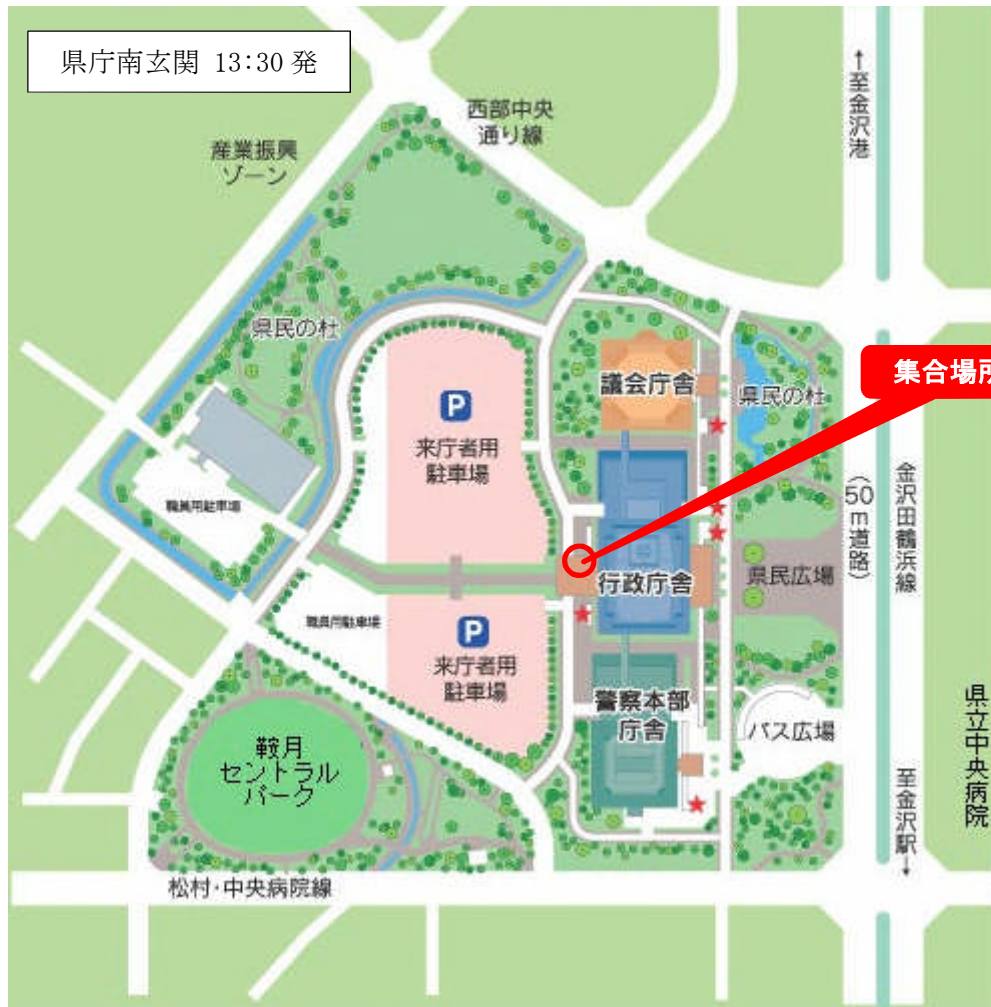 県庁南玄関 13:30 発
西部中央
通り線
↑至金沢港
産業振興
ゾーン
県民の杜
議会庁舎
県民の杜
集合場所
P
来庁者用
駐車場
職員用駐車場
(50m道路)
金沢田鶴浜線
行政庁舎
県民広場
職員用駐車場
P
来庁者用
駐車場
警察本部
庁舎
バス広場
県立中央病院
鞍月
セントラル
パーク
至金沢駅↓
松村・中央病院線